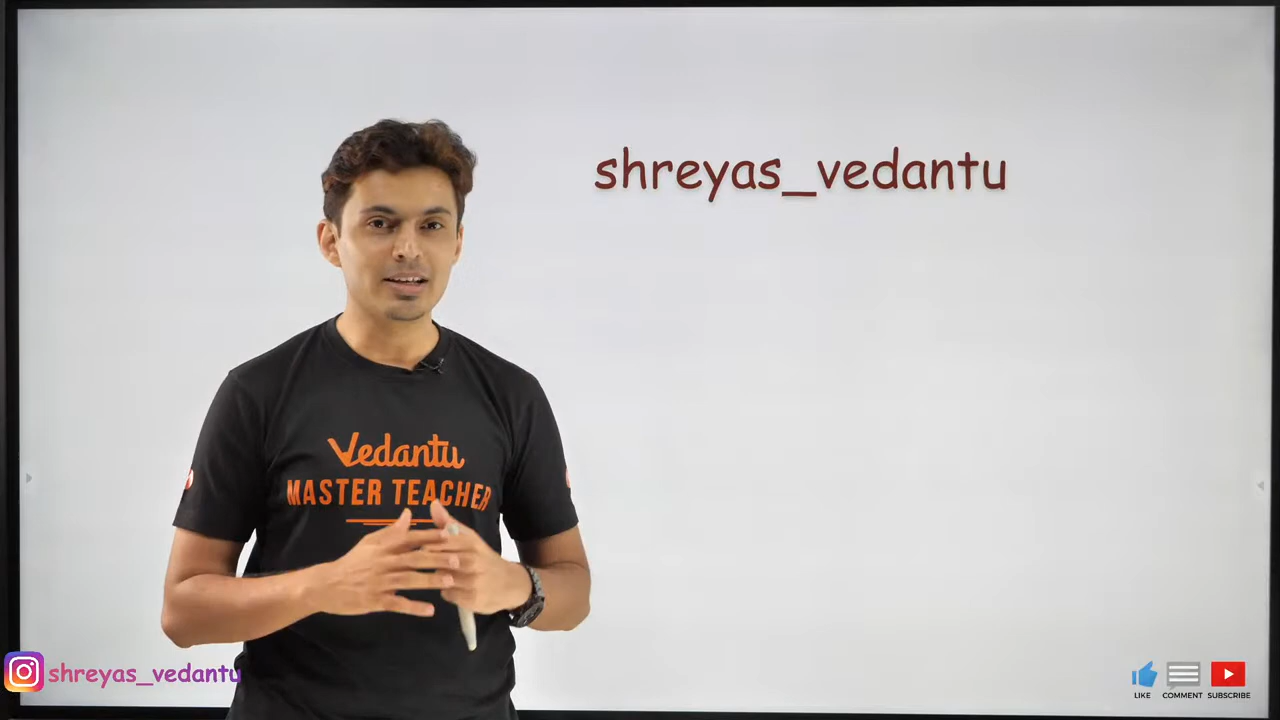 shreyas_vedantu
Vedantu
MASTER TEACHER
shreyas_vedantu
LIKE COMMENT SUBSCRIBE